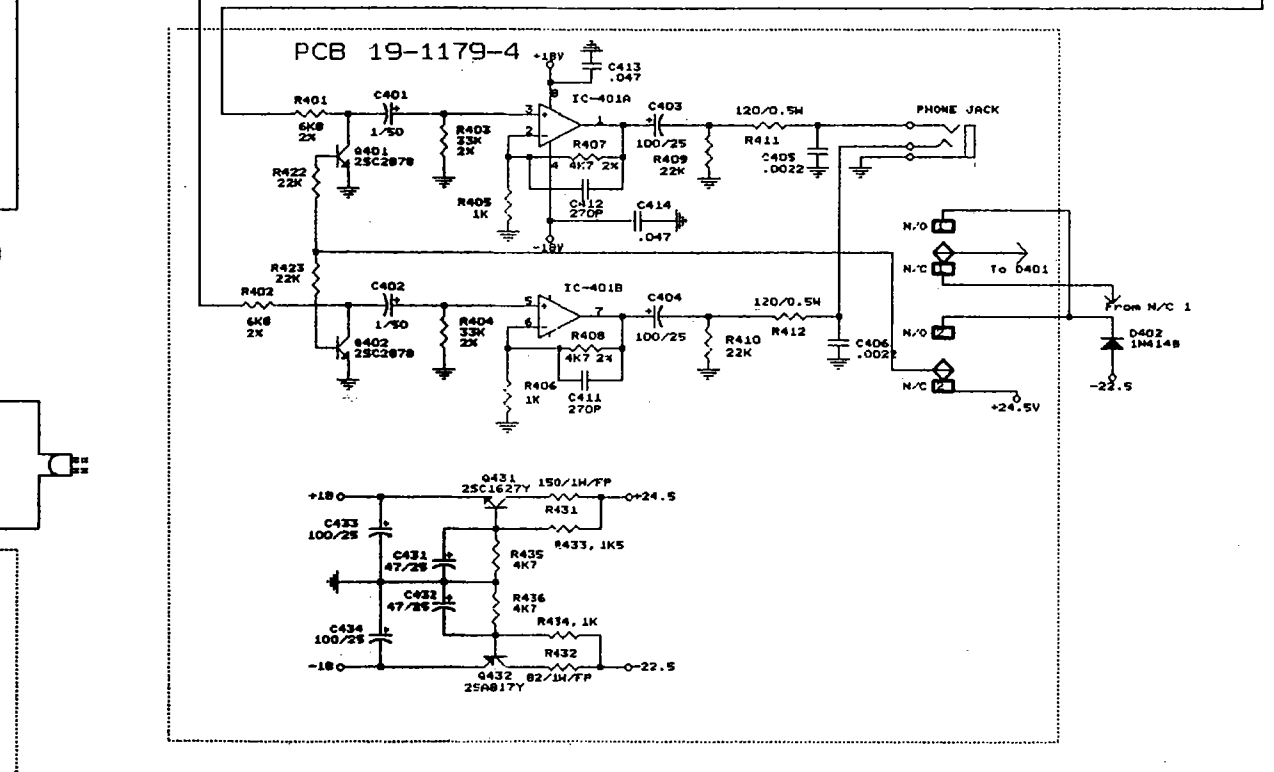 PCB 19-1179-4
+18V
C413
.047
8
IC-401A
R401
6K8
2%
C401
1/50
3
2
1
C403
100/25
120/0.5W
R411
PHONE JACK
Q401
2SC2878
R403
33K
2%
R407
4K7 2%
4
R409
22K
C405
.0022
R422
22K
R405
1K
C412
270P
C414
.047
-18V
N/O
1
N/C
1
To D401
From N/C 1
R423
22K
R402
6K8
2%
C402
1/50
5
6
IC-401B
7
C404
100/25
120/0.5W
R412
Q402
2SC2878
R404
33K
2%
R408
4K7 2%
R410
22K
C406
.0022
N/O
2
N/C
2
D402
1N4148
-22.5
+24.5V
R406
1K
C411
270P
Q431
2SC1627Y
150/1W/FP
R431
+18
+24.5
C433
100/25
C431
47/25
R435
4K7
R433, 1K5
C432
47/25
R436
4K7
C434
100/25
R434, 1K
R432
82/1W/FP
-18
Q432
2SA817Y
-22.5